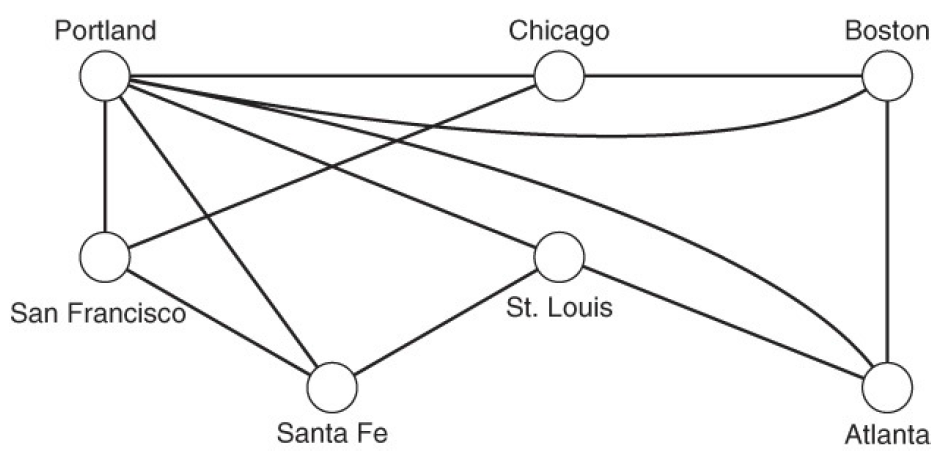 Portland
Chicago
Boston
San Francisco
St. Louis
Santa Fe
Atlanta